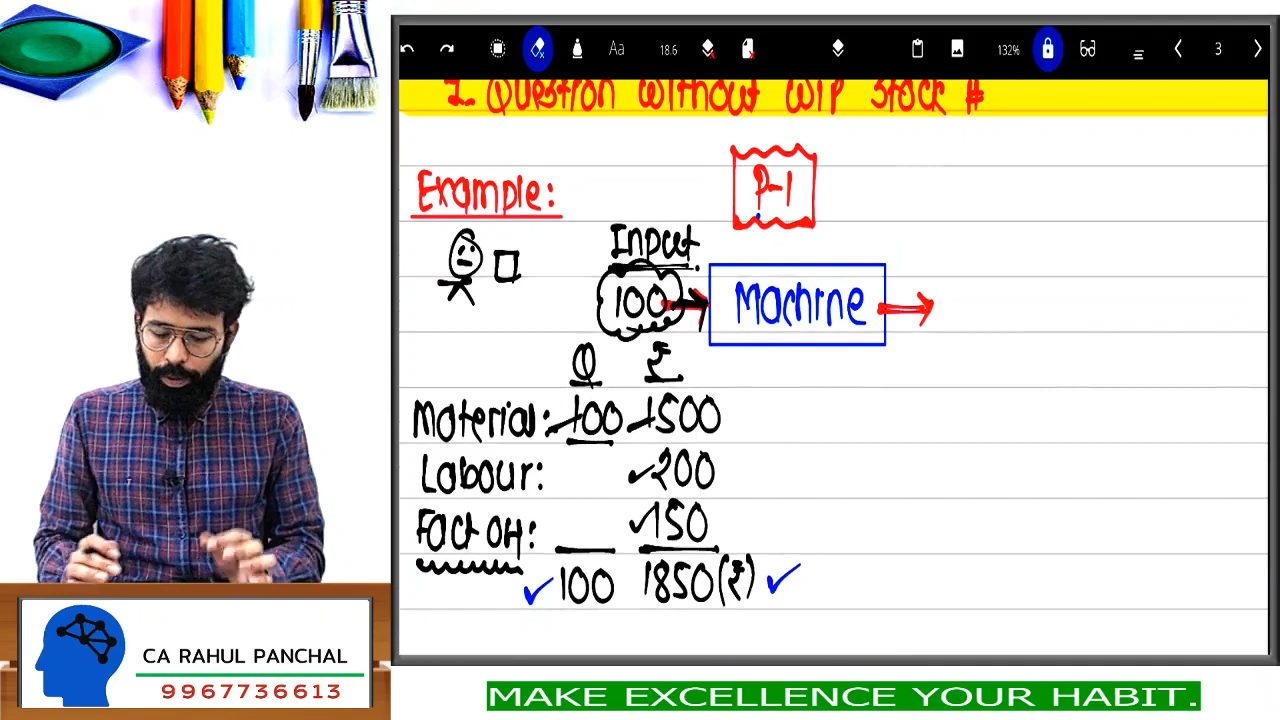 Aa 18.6 132% 3
1. Question without WIP Stock #
P-1
Example:
Input
100 Machine
Q ₹
Material: 100 1500
Labour: 200
Fact OH: 150
100 1850(₹)
CA RAHUL PANCHAL
9967736613
MAKE EXCELLENCE YOUR HABIT.